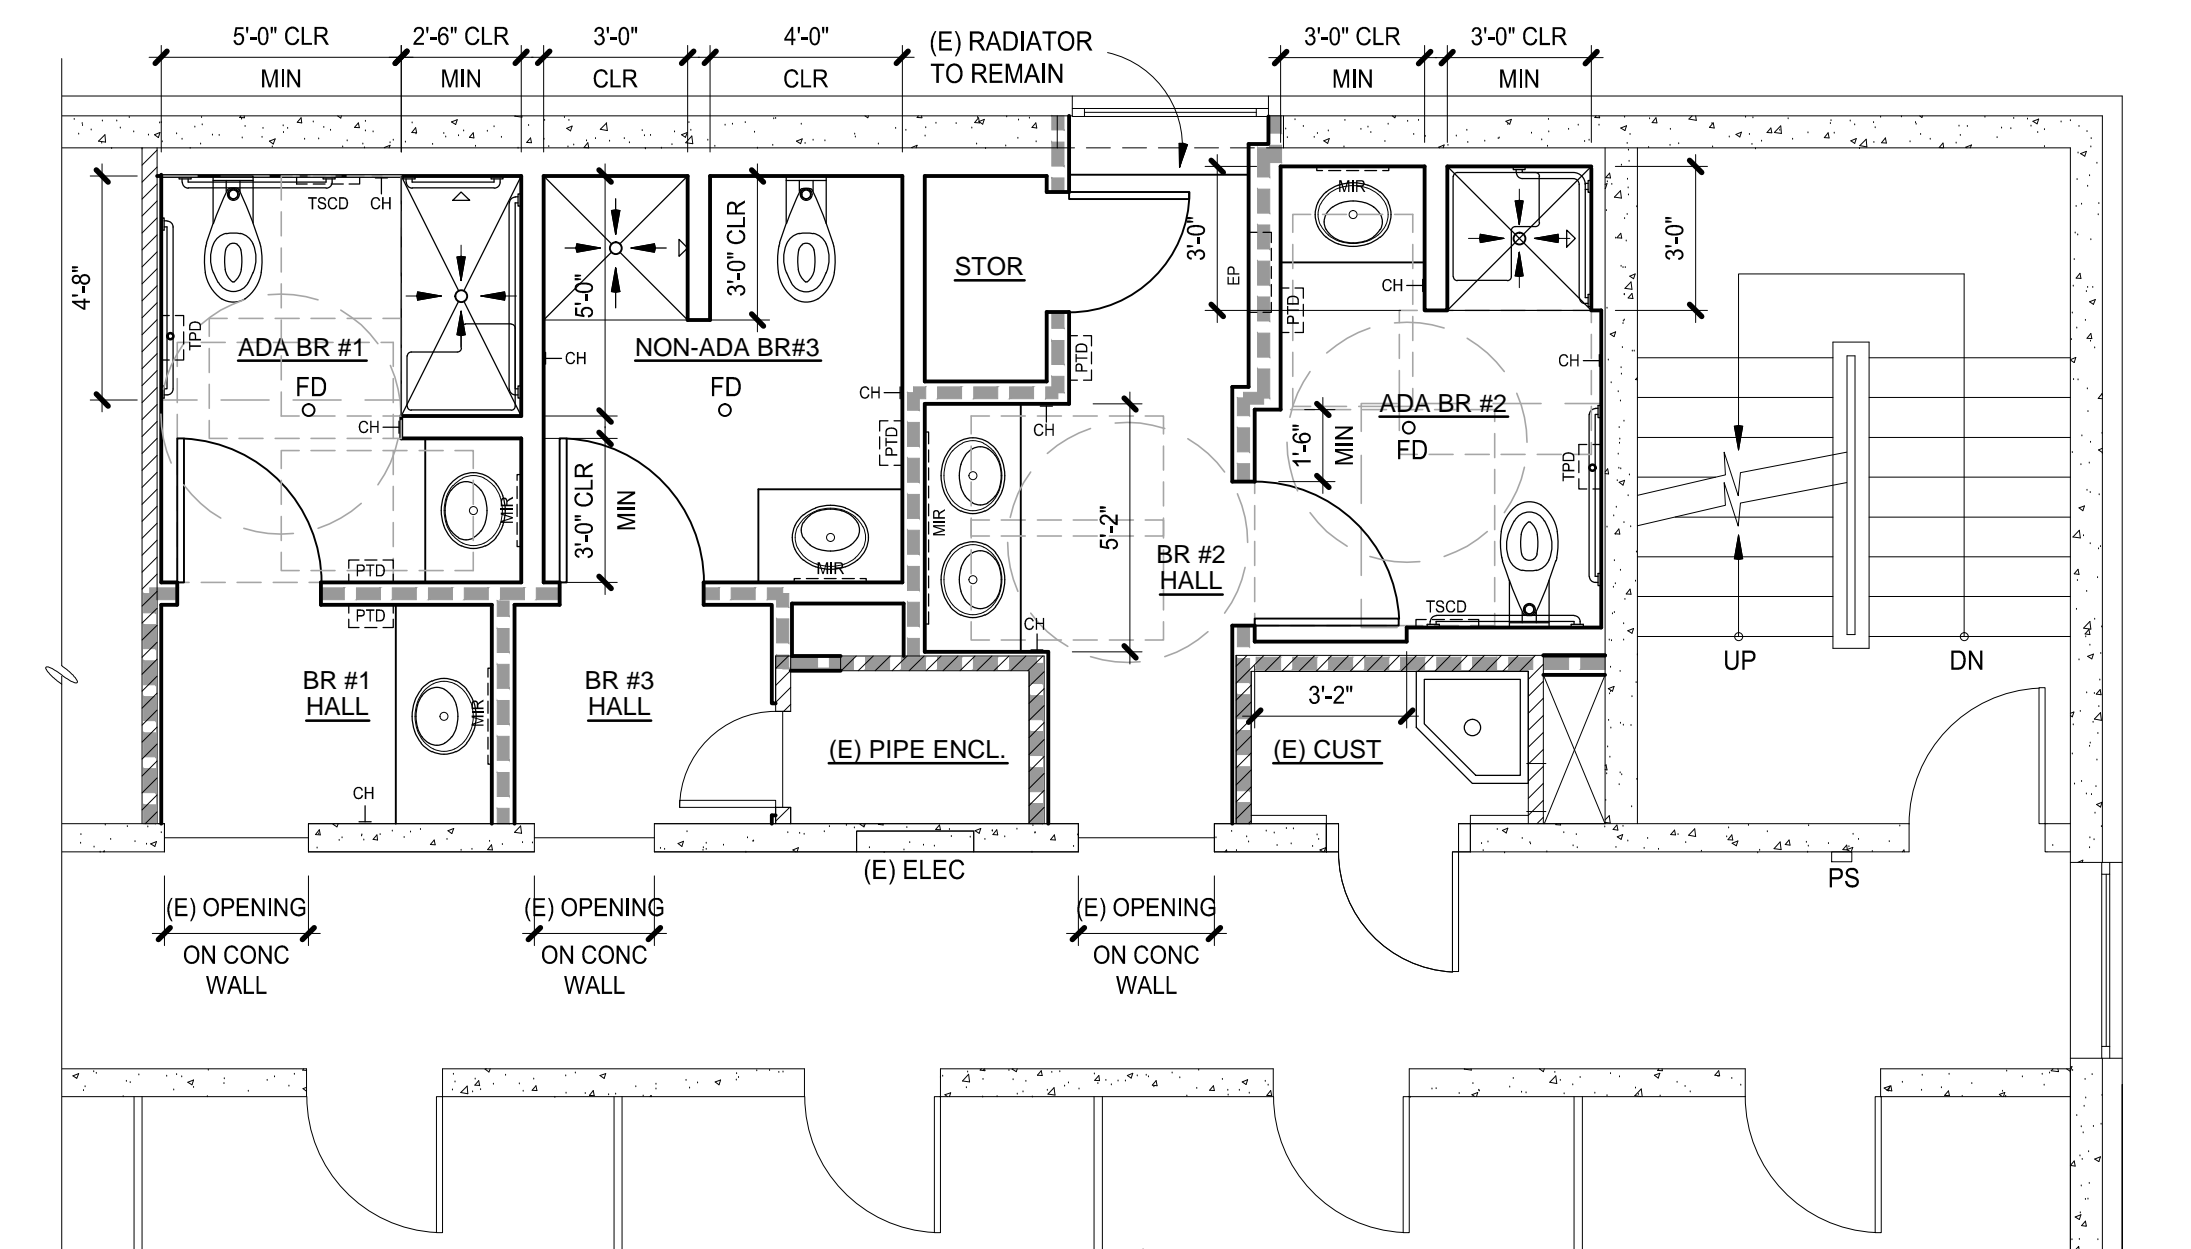 5'-0" CLR
MIN
2'-6" CLR
MIN
3'-0"
CLR
4'-0"
CLR
(E) RADIATOR
TO REMAIN
3'-0" CLR
MIN
3'-0" CLR
MIN
TSCD
CH
MIR
4'-8"
5'-0"
3'-0" CLR
STOR
3'-0"
EP
CH
PTD
3'-0"
TPD
ADA BR #1
FD
CH
CH
NON-ADA BR#3
FD
CH
PTD
PTD
CH
CH
ADA BR #2
FD
1'-6"
MIN
TPD
MIR
3'-0" CLR
MIN
MIR
MIR
5'-2"
BR #2
HALL
PTD
PTD
CH
TSCD
UP
DN
BR #1
HALL
MIR
BR #3
HALL
3'-2"
(E) PIPE ENCL.
(E) CUST
CH
(E) ELEC
PS
(E) OPENING
ON CONC
WALL
(E) OPENING
ON CONC
WALL
(E) OPENING
ON CONC
WALL